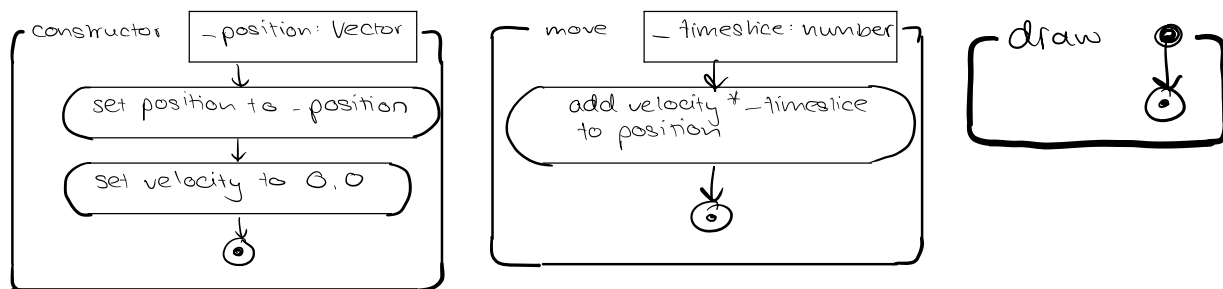 constructor
_position: Vector
set position to _position
set velocity to 0,0
move
_timeslice: number
add velocity * _timeslice
to position
draw